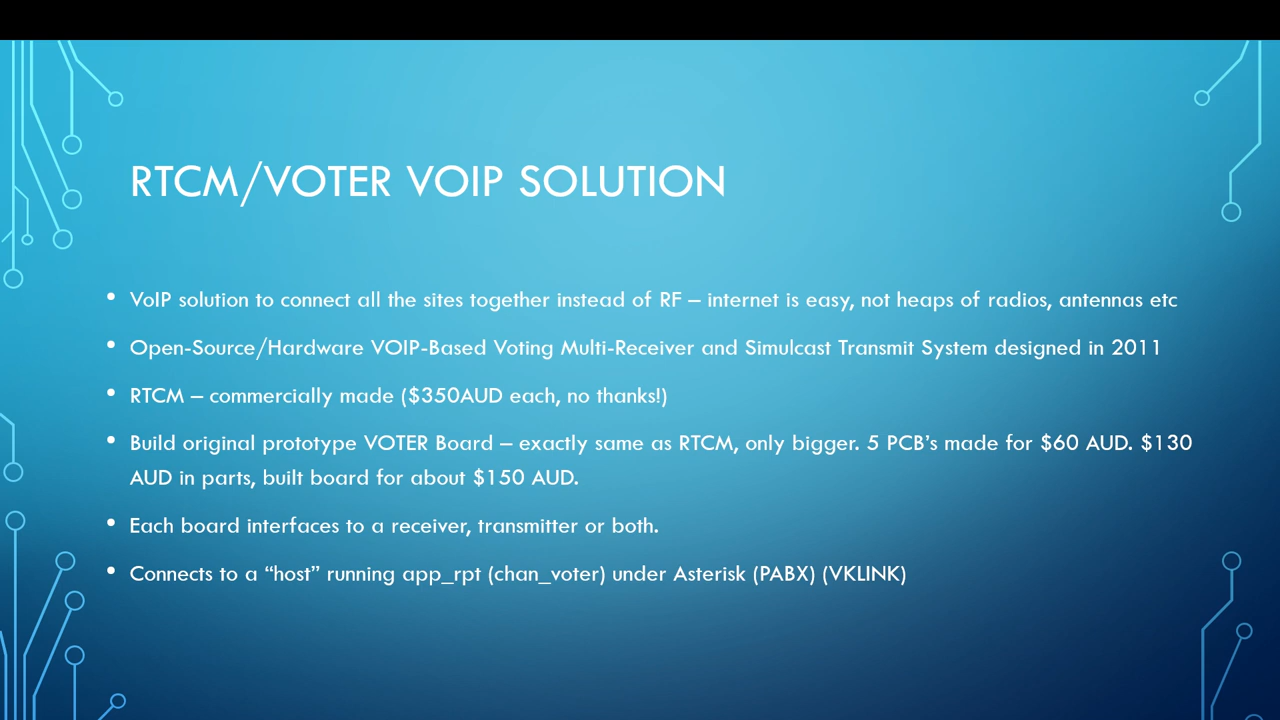 RTCM/VOTER VOIP SOLUTION
• VoIP solution to connect all the sites together instead of RF – internet is easy, not heaps of radios, antennas etc
• Open-Source/Hardware VOIP-Based Voting Multi-Receiver and Simulcast Transmit System designed in 2011
• RTCM – commercially made ($350AUD each, no thanks!)
• Build original prototype VOTER Board – exactly same as RTCM, only bigger. 5 PCB’s made for $60 AUD. $130
AUD in parts, built board for about $150 AUD.
• Each board interfaces to a receiver, transmitter or both.
• Connects to a “host” running app_rpt (chan_voter) under Asterisk (PABX) (VKLINK)